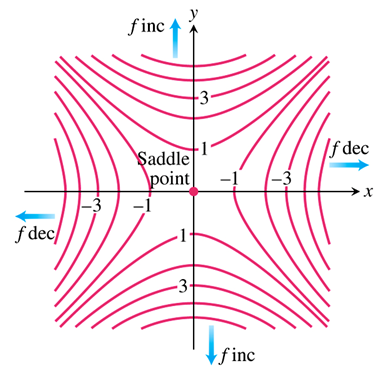 y
f inc
3
1
Saddle
point
f dec
–1
–3
x
–3
–1
f dec
1
3
f inc